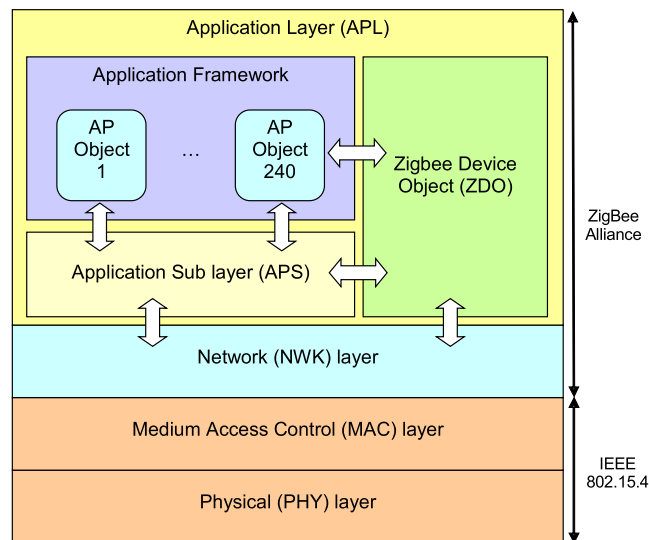 Application Layer (APL)
Application Framework
AP
Object
1
...
AP
Object
240
Zigbee Device
Object (ZDO)
ZigBee
Alliance
Application Sub layer (APS)
Network (NWK) layer
Medium Access Control (MAC) layer
IEEE
802.15.4
Physical (PHY) layer